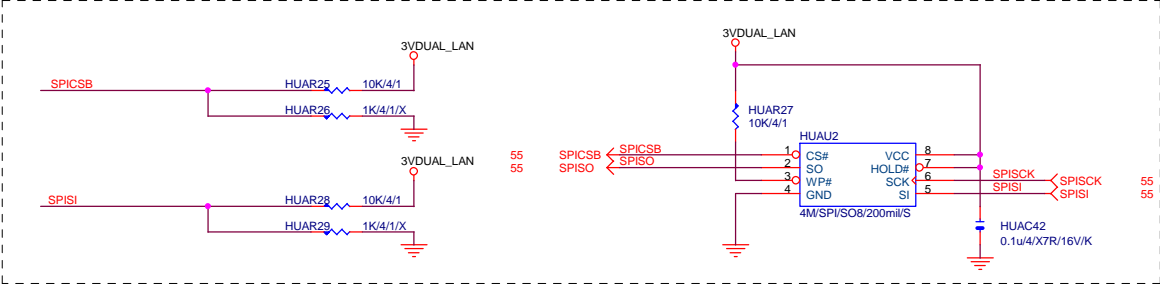 3VDUAL_LAN
SPICSB
HUAR25
10K/4/1
HUAR26
1K/4/1/X
3VDUAL_LAN
SPISI
HUAR28
10K/4/1
HUAR29
1K/4/1/X
3VDUAL_LAN
HUAR27
10K/4/1
HUAU2
55 SPICSB SPICSB 1 CS# VCC 8
55 SPISO SPISO 2 SO HOLD# 7
3 WP# SCK 6 SPISCK SPISCK 55
4 GND SI 5 SPISI SPISI 55
4M/SPI/SO8/200mil/S
HUAC42
0.1u/4/X7R/16V/K